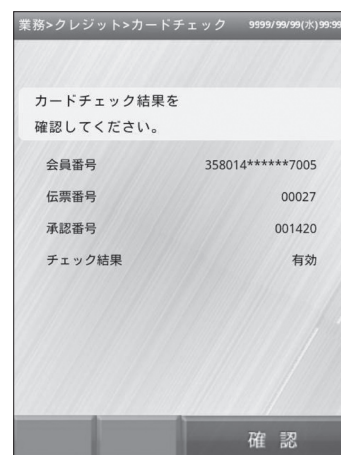 業務>クレジット>カードチェック 9999/99/99(水)99:99
カードチェック結果を
確認してください。
会員番号 358014******7005
伝票番号 00027
承認番号 001420
チェック結果 有効
確 認